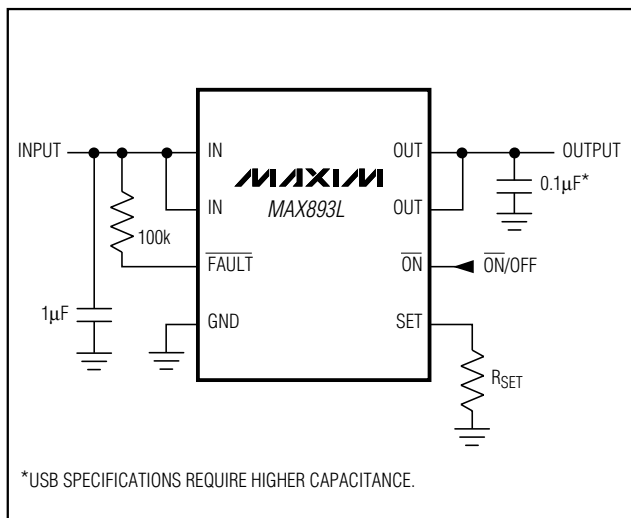 INPUT
IN
OUT
OUTPUT
MAXIM
0.1µF*
IN
MAX893L
OUT
100k
FAULT
ON
ON/OFF
1µF
GND
SET
RSET
*USB SPECIFICATIONS REQUIRE HIGHER CAPACITANCE.